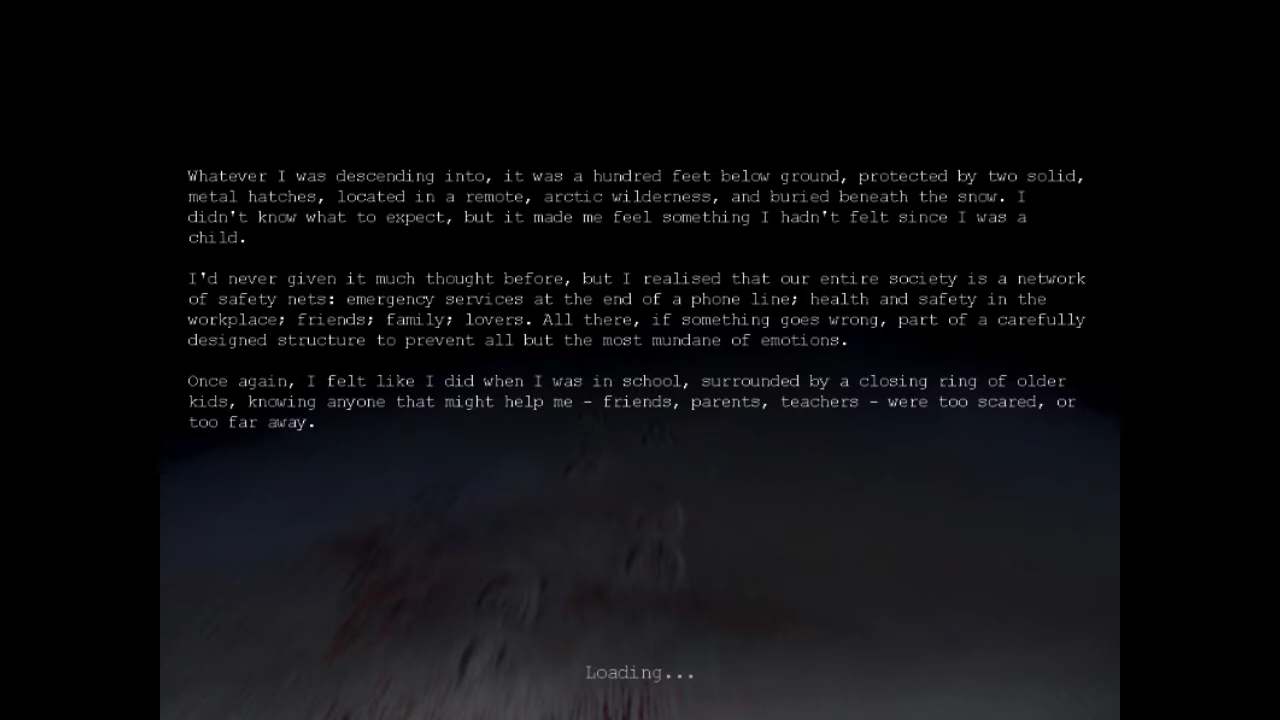 Whatever I was descending into, it was a hundred feet below ground, protected by two solid,
metal hatches, located in a remote, arctic wilderness, and buried beneath the snow. I
didn't know what to expect, but it made me feel something I hadn't felt since I was a
child.
I'd never given it much thought before, but I realised that our entire society is a network
of safety nets: emergency services at the end of a phone line; health and safety in the
workplace; friends; family; lovers. All there, if something goes wrong, part of a carefully
designed structure to prevent all but the most mundane of emotions.
Once again, I felt like I did when I was in school, surrounded by a closing ring of older
kids, knowing anyone that might help me - friends, parents, teachers - were too scared, or
too far away.
Loading...